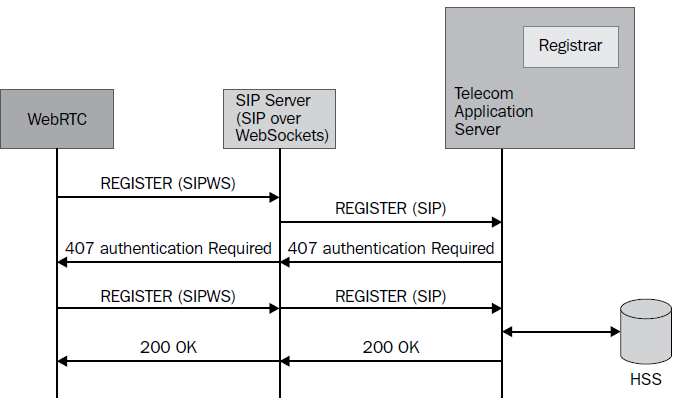 Registrar
WebRTC
SIP Server
(SIP over
WebSockets)
Telecom
Application
Server
REGISTER (SIPWS)
REGISTER (SIP)
407 authentication Required
407 authentication Required
REGISTER (SIPWS)
REGISTER (SIP)
200 OK
200 OK
HSS